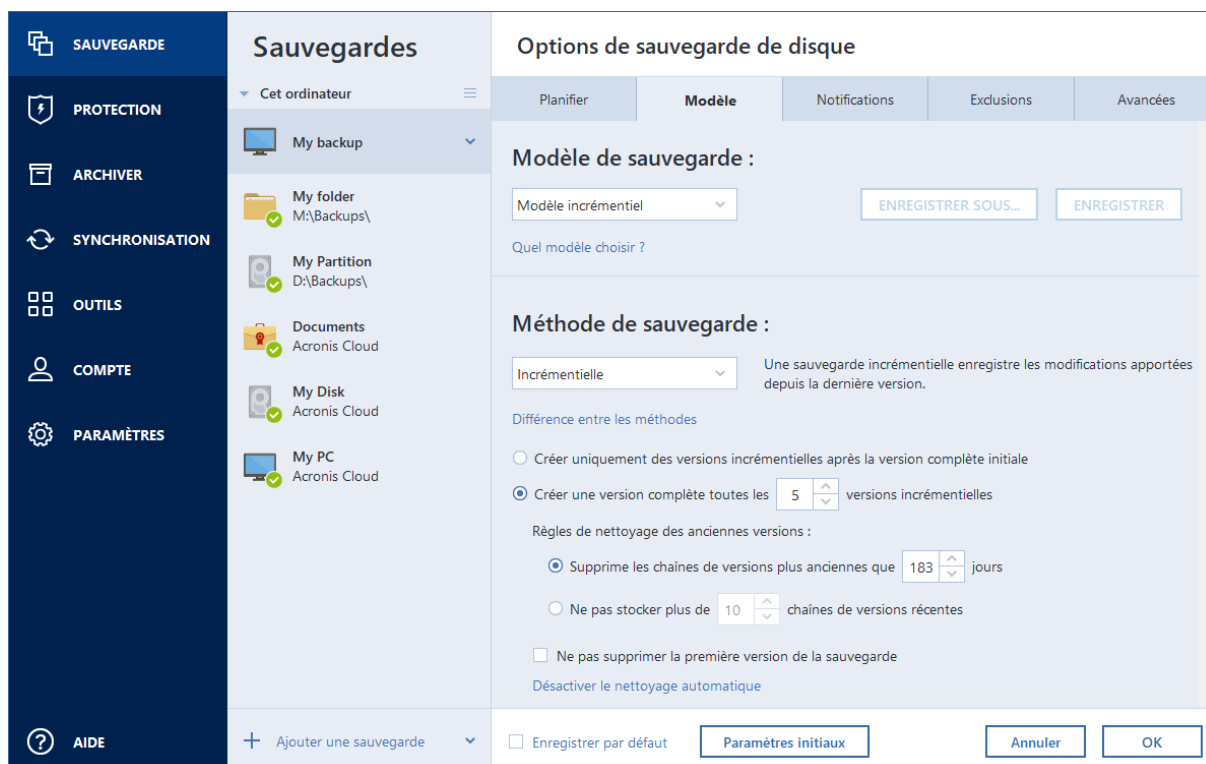 SAUVEGARDE
PROTECTION
ARCHIVER
SYNCHRONISATION
OUTILS
COMPTE
PARAMÈTRES
AIDE
Sauvegardes
Cet ordinateur
My backup
My folder
M:\Backups\
My Partition
D:\Backups\
Documents
Acronis Cloud
My Disk
Acronis Cloud
My PC
Acronis Cloud
Ajouter une sauvegarde
Options de sauvegarde de disque
Planifier
Modèle
Notifications
Exclusions
Avancées
Modèle de sauvegarde :
Modèle incrémentiel
ENREGISTRER SOUS...
ENREGISTRER
Quel modèle choisir ?
Méthode de sauvegarde :
Incrémentielle
Une sauvegarde incrémentielle enregistre les modifications apportées
depuis la dernière version.
Différence entre les méthodes
Créer uniquement des versions incrémentielles après la version complète initiale
Créer une version complète toutes les 5 versions incrémentielles
Règles de nettoyage des anciennes versions :
Supprime les chaînes de versions plus anciennes que 183 jours
Ne pas stocker plus de 10 chaînes de versions récentes
Ne pas supprimer la première version de la sauvegarde
Désactiver le nettoyage automatique
Enregistrer par défaut
Paramètres initiaux
Annuler
OK